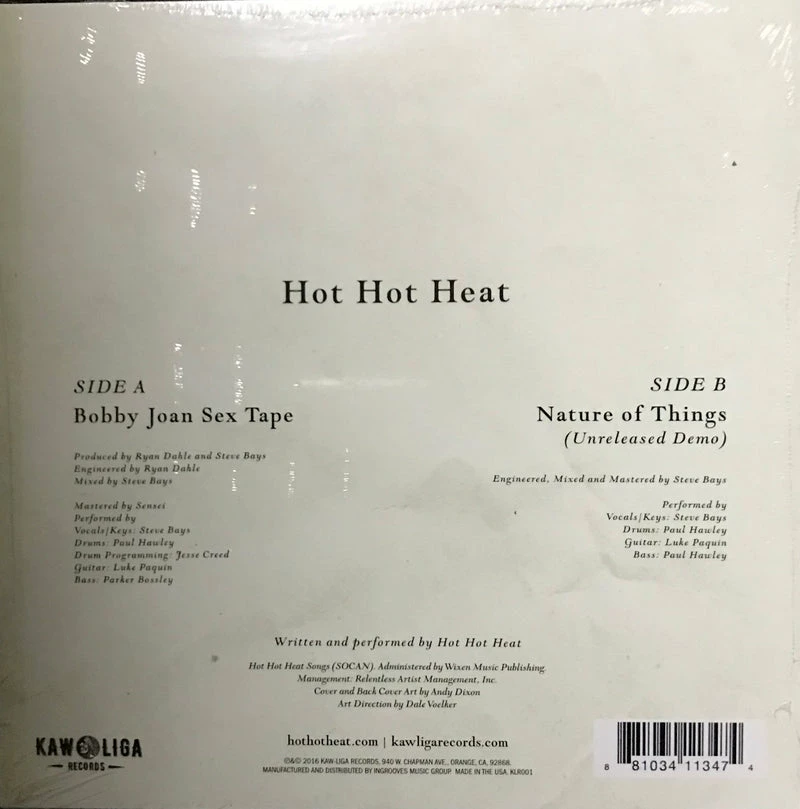 Hot Hot Heat
SIDE A
Bobby Joan Sex Tape
Produced by Ryan Dahle and Steve Bays
Engineered by Ryan Dahle
Mixed by Steve Bays
Mastered by Sensei
Performed by
Vocals/Keys: Steve Bays
Drums: Paul Hawley
Drum Programming: Jesse Creed
Guitar: Luke Paquin
Bass: Parker Bossley
SIDE B
Nature of Things
(Unreleased Demo)
Engineered, Mixed and Mastered by Steve Bays
Performed by
Vocals/Keys: Steve Bays
Drums: Paul Hawley
Guitar: Luke Paquin
Bass: Paul Hawley
Written and performed by Hot Hot Heat
Hot Hot Heat Songs (SOCAN). Administered by Wixen Music Publishing.
Management: Relentless Artist Management, Inc.
Cover and Back Cover Art by Andy Dixon
Art Direction by Dale Voelker
KAW-LIGA
RECORDS
hothotheat.com | kawligarecords.com
℗&© 2016 KAW-LIGA RECORDS, 940 W. CHAPMAN AVE., ORANGE, CA, 92868.
MANUFACTURED AND DISTRIBUTED BY INGROOVES MUSIC GROUP. MADE IN THE USA. KLR001
8 81034 11347 4